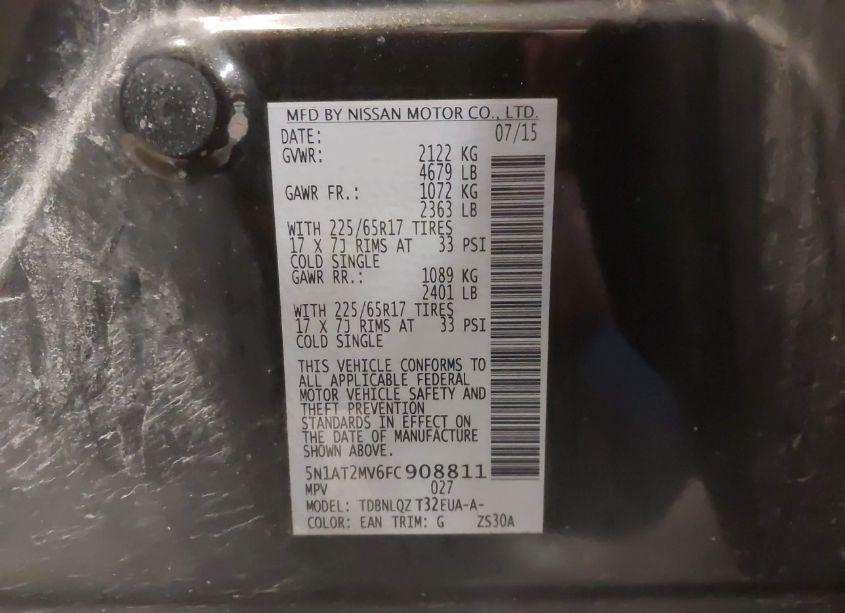 MFD BY NISSAN MOTOR CO., LTD.
DATE: 07/15
GVWR: 2122 KG
4679 LB
GAWR FR.: 1072 KG
2363 LB
WITH 225/65R17 TIRES
17 X 7J RIMS AT 33 PSI
COLD SINGLE
GAWR RR.: 1089 KG
2401 LB
WITH 225/65R17 TIRES
17 X 7J RIMS AT 33 PSI
COLD SINGLE
THIS VEHICLE CONFORMS TO
ALL APPLICABLE FEDERAL
MOTOR VEHICLE SAFETY AND
THEFT PREVENTION
STANDARDS IN EFFECT ON
THE DATE OF MANUFACTURE
SHOWN ABOVE.
5N1AT2MV6FC908811
MPV 027
MODEL: TDBNLQZ T32EUA-A-
COLOR: EAN TRIM: G ZS30A